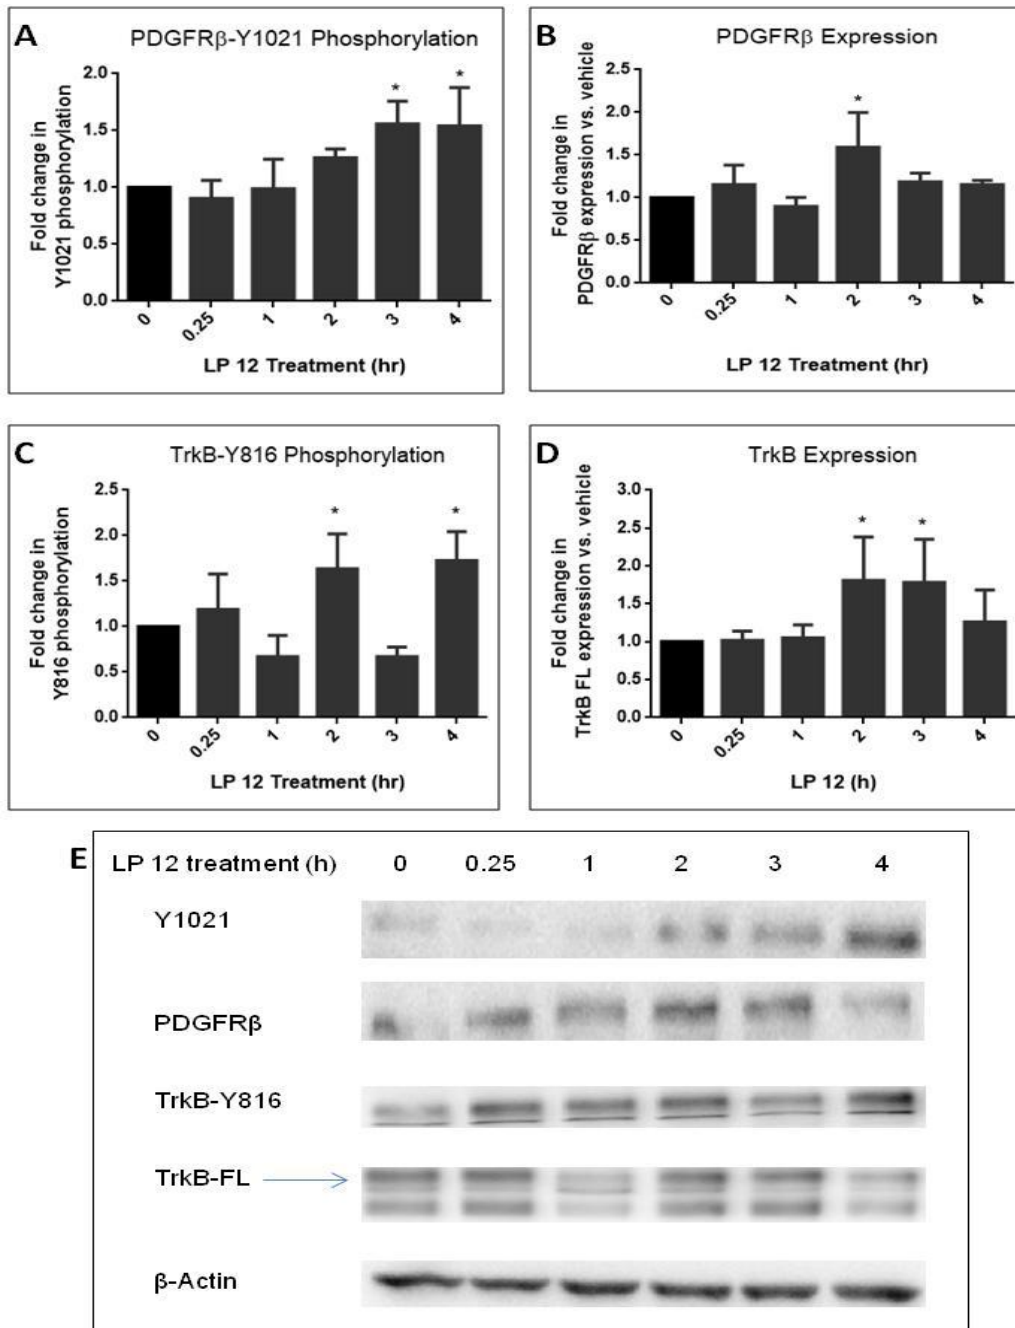 A
PDGFRβ-Y1021 Phosphorylation
Fold change in
Y1021 phosphorylation
2.0
1.5
1.0
0.5
0.0
* *
0 0.25 1 2 3 4
LP 12 Treatment (hr)
B
PDGFRβ Expression
Fold change in
PDGFRβ expression vs. vehicle
2.5
2.0
1.5
1.0
0.5
0.0
*
0 0.25 1 2 3 4
LP 12 Treatment (hr)
C
TrkB-Y816 Phosphorylation
Fold change in
Y816 phosphorylation
2.5
2.0
1.5
1.0
0.5
0.0
* *
0 0.25 1 2 3 4
LP 12 Treatment (hr)
D
TrkB Expression
Fold change in
TrkB FL expression vs. vehicle
3.0
2.5
2.0
1.5
1.0
0.5
0.0
* *
0 0.25 1 2 3 4
LP 12 (h)
E
LP 12 treatment (h) 0 0.25 1 2 3 4
Y1021
PDGFRβ
TrkB-Y816
TrkB-FL
β-Actin